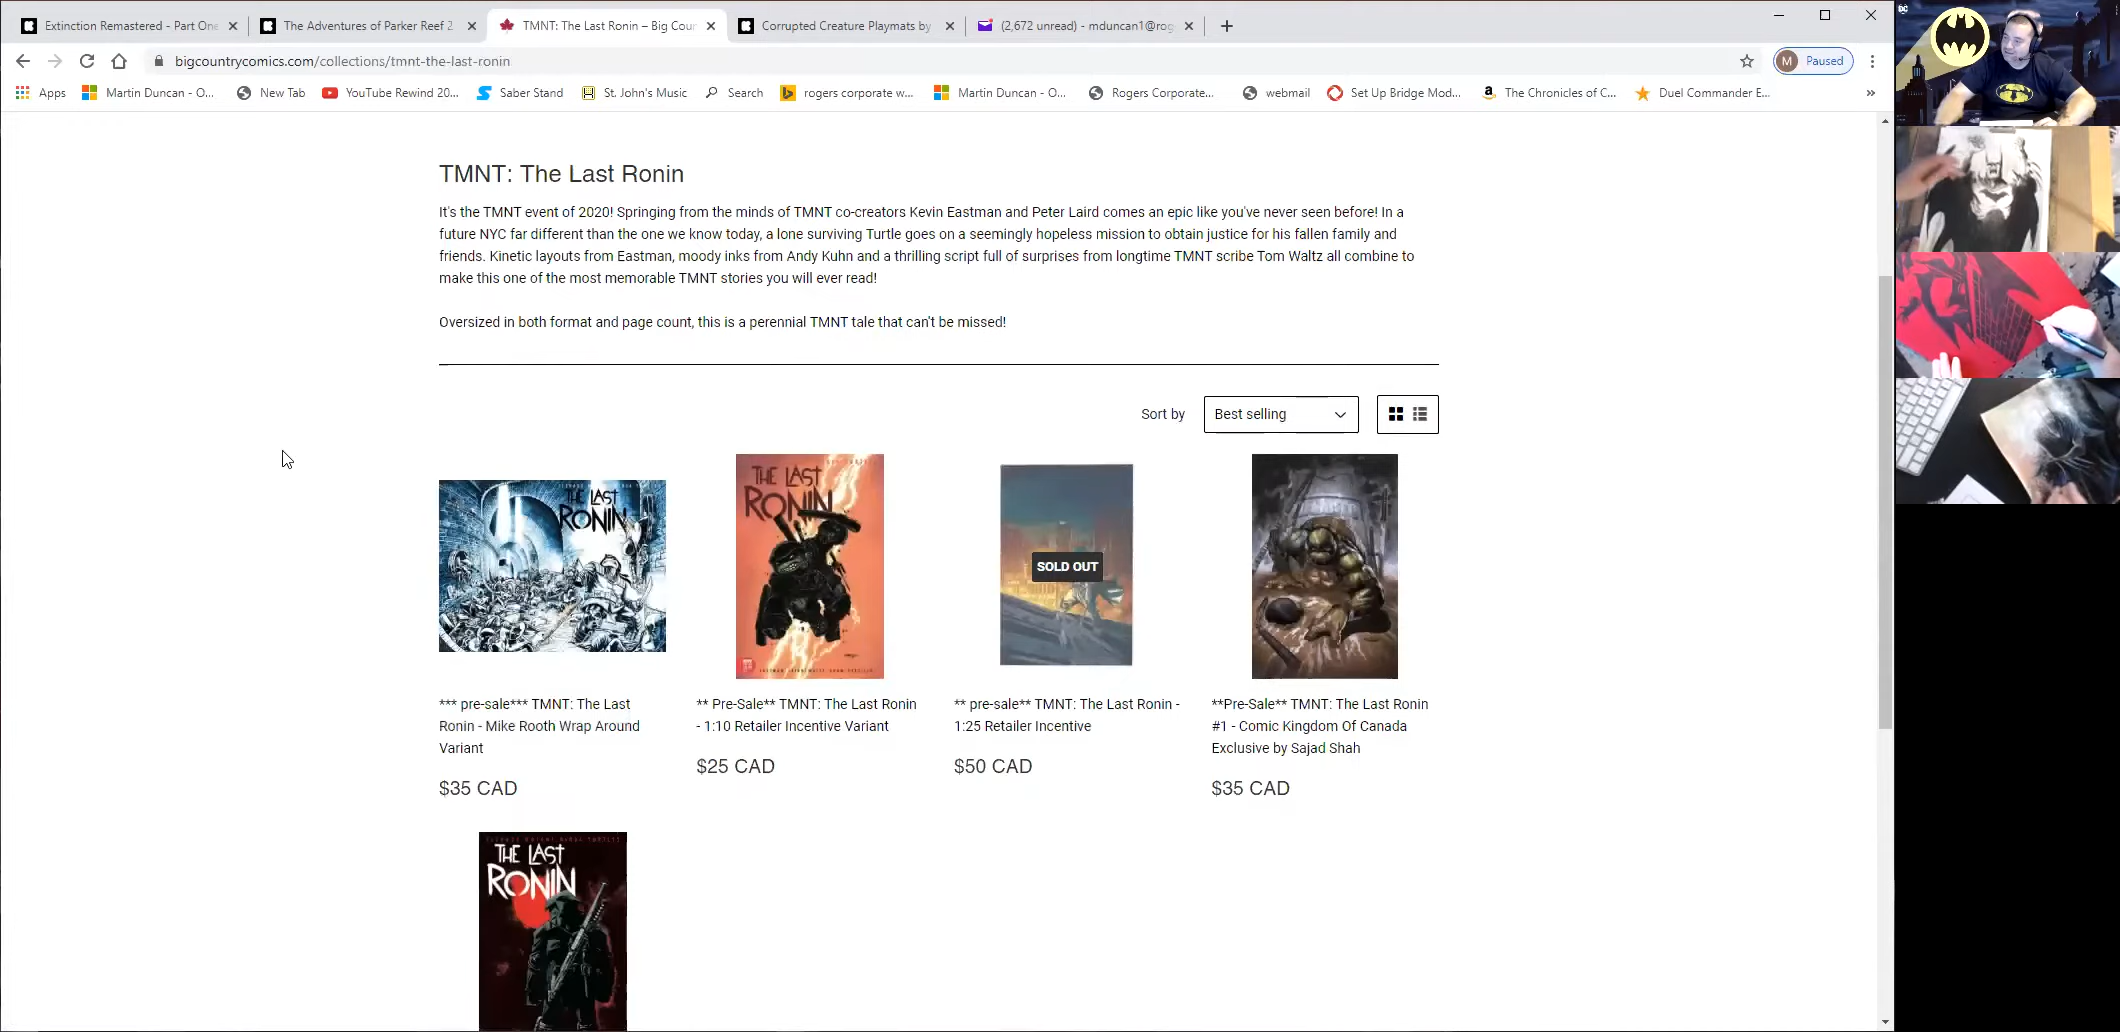 Extinction Remastered - Part One
The Adventures of Parker Reef 2
TMNT: The Last Ronin – Big Coun
Corrupted Creature Playmats by
(2,672 unread) - mduncan1@rog
bigcountrycomics.com/collections/tmnt-the-last-ronin
M Paused
Apps
Martin Duncan - O...
New Tab
YouTube Rewind 20...
Saber Stand
St. John's Music
Search
rogers corporate w...
Martin Duncan - O...
Rogers Corporate...
webmail
Set Up Bridge Mod...
The Chronicles of C...
Duel Commander E...
»
DC
TMNT: The Last Ronin
It's the TMNT event of 2020! Springing from the minds of TMNT co-creators Kevin Eastman and Peter Laird comes an epic like you've never seen before! In a
future NYC far different than the one we know today, a lone surviving Turtle goes on a seemingly hopeless mission to obtain justice for his fallen family and
friends. Kinetic layouts from Eastman, moody inks from Andy Kuhn and a thrilling script full of surprises from longtime TMNT scribe Tom Waltz all combine to
make this one of the most memorable TMNT stories you will ever read!
Oversized in both format and page count, this is a perennial TMNT tale that can't be missed!
Sort by
Best selling
THE LAST
RONIN
THE LAST
RONIN
SOLD OUT
*** pre-sale*** TMNT: The Last
Ronin - Mike Rooth Wrap Around
Variant
$35 CAD
** Pre-Sale** TMNT: The Last Ronin
- 1:10 Retailer Incentive Variant
$25 CAD
** pre-sale** TMNT: The Last Ronin -
1:25 Retailer Incentive
$50 CAD
**Pre-Sale** TMNT: The Last Ronin
#1 - Comic Kingdom Of Canada
Exclusive by Sajad Shah
$35 CAD
THE LAST
RONIN